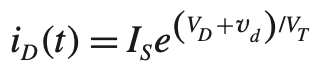 i_D(t) = I_S e^{(V_D + v_d)/V_T}